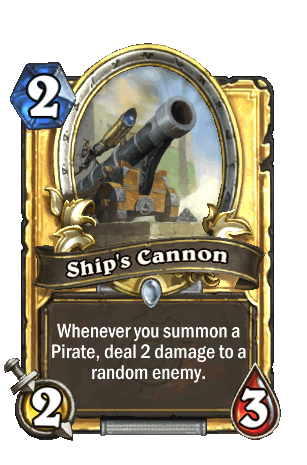 2
Ship's Cannon
Whenever you summon a
Pirate, deal 2 damage to a
random enemy.
2
3